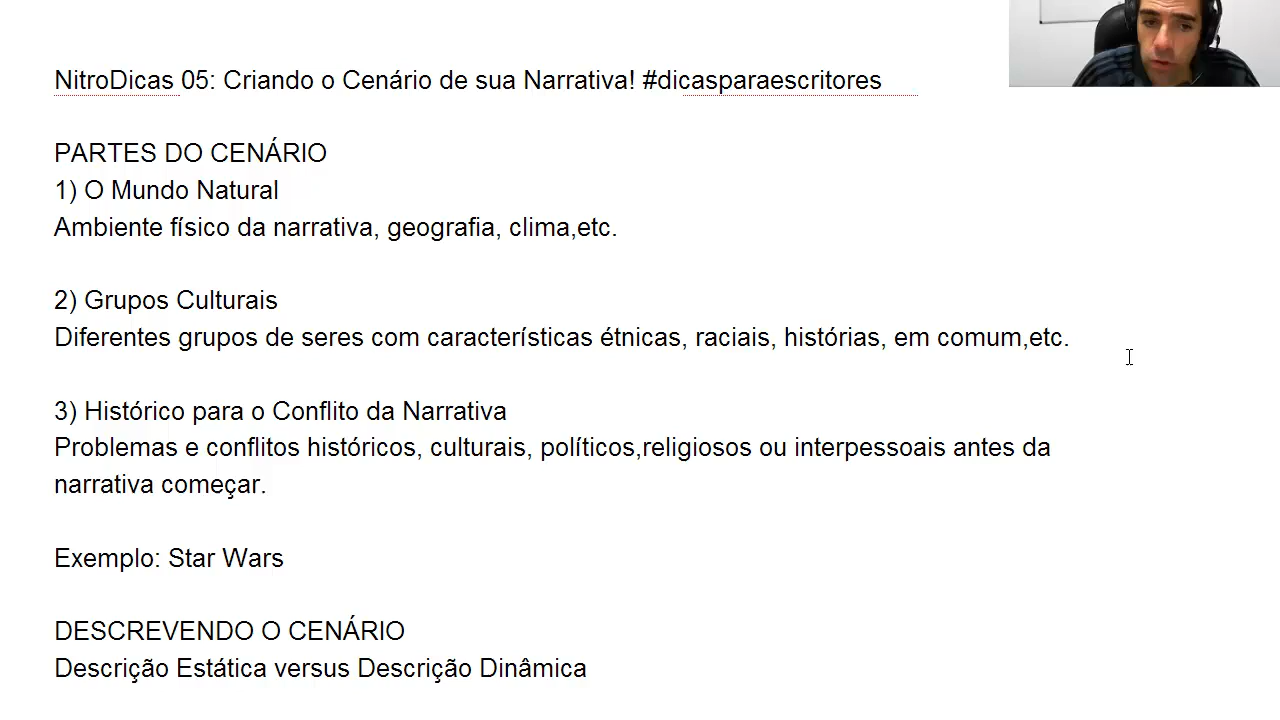 NitroDicas 05: Criando o Cenário de sua Narrativa! #dicasparaescritores
PARTES DO CENÁRIO
1) O Mundo Natural
Ambiente físico da narrativa, geografia, clima,etc.
2) Grupos Culturais
Diferentes grupos de seres com características étnicas, raciais, histórias, em comum,etc.
3) Histórico para o Conflito da Narrativa
Problemas e conflitos históricos, culturais, políticos,religiosos ou interpessoais antes da
narrativa começar.
Exemplo: Star Wars
DESCREVENDO O CENÁRIO
Descrição Estática versus Descrição Dinâmica